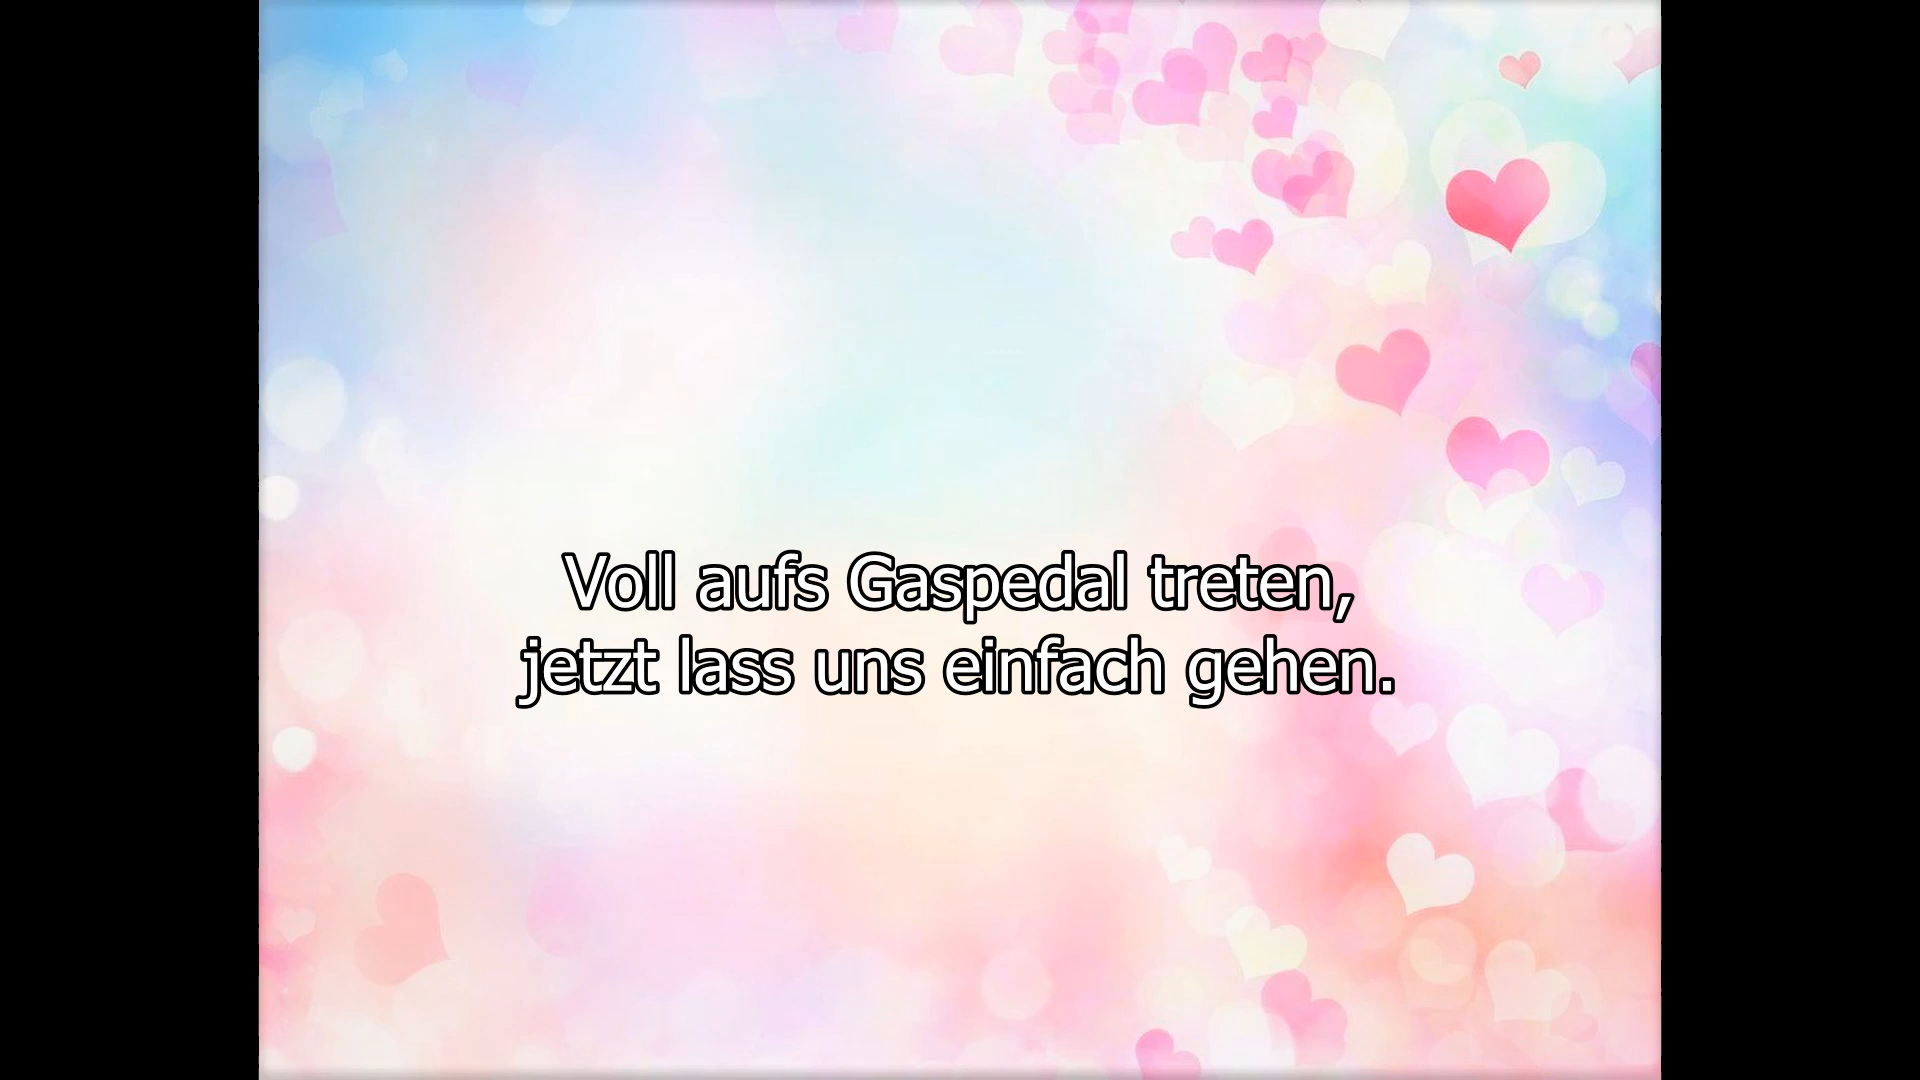 Voll aufs Gaspedal treten,
jetzt lass uns einfach gehen.